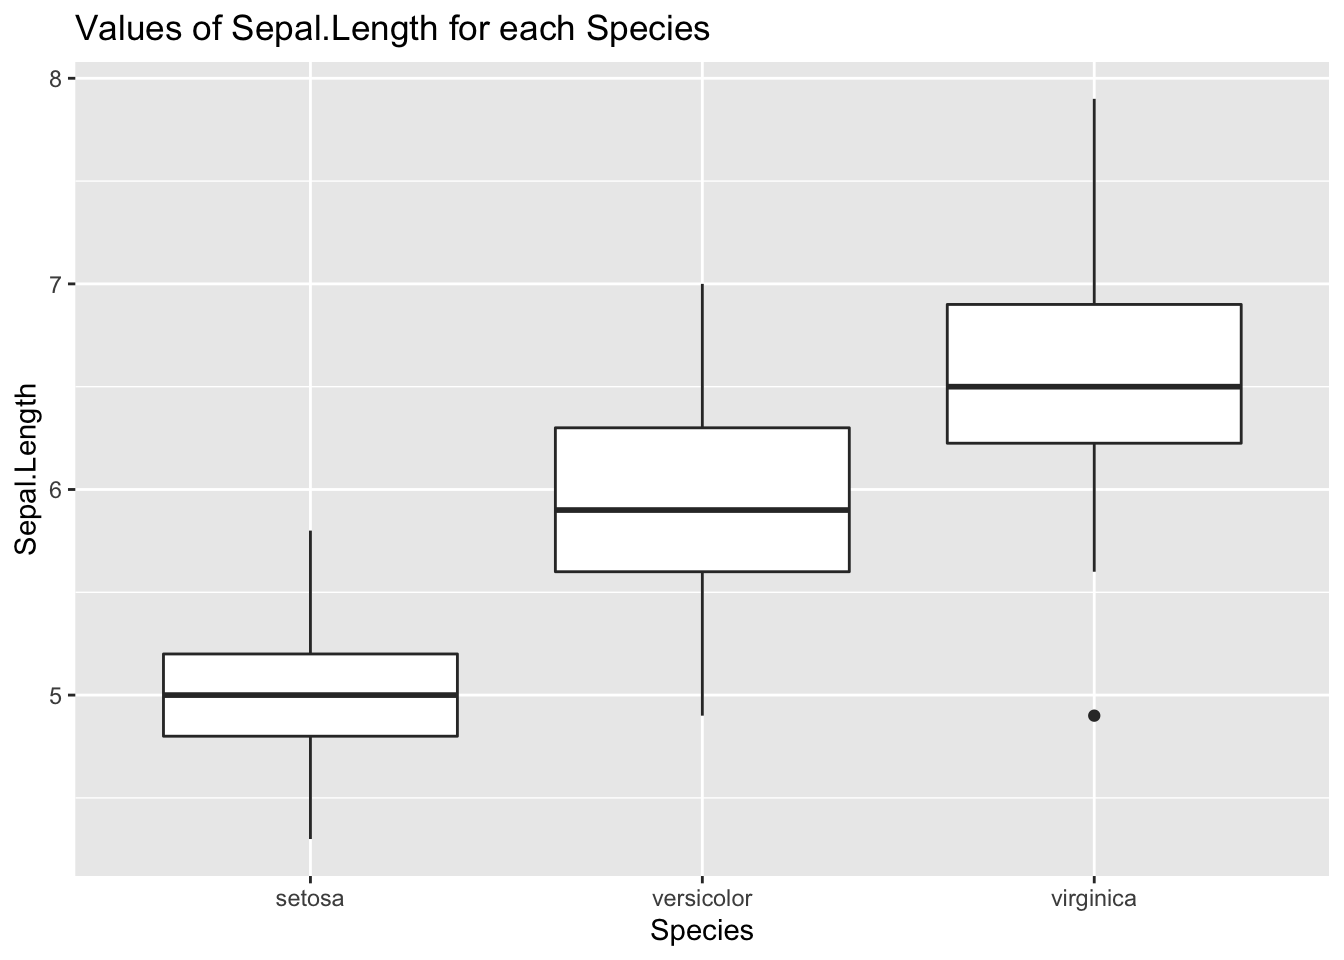 Values of Sepal.Length for each Species
8
7
6
5
Sepal.Length
setosa versicolor virginica
Species